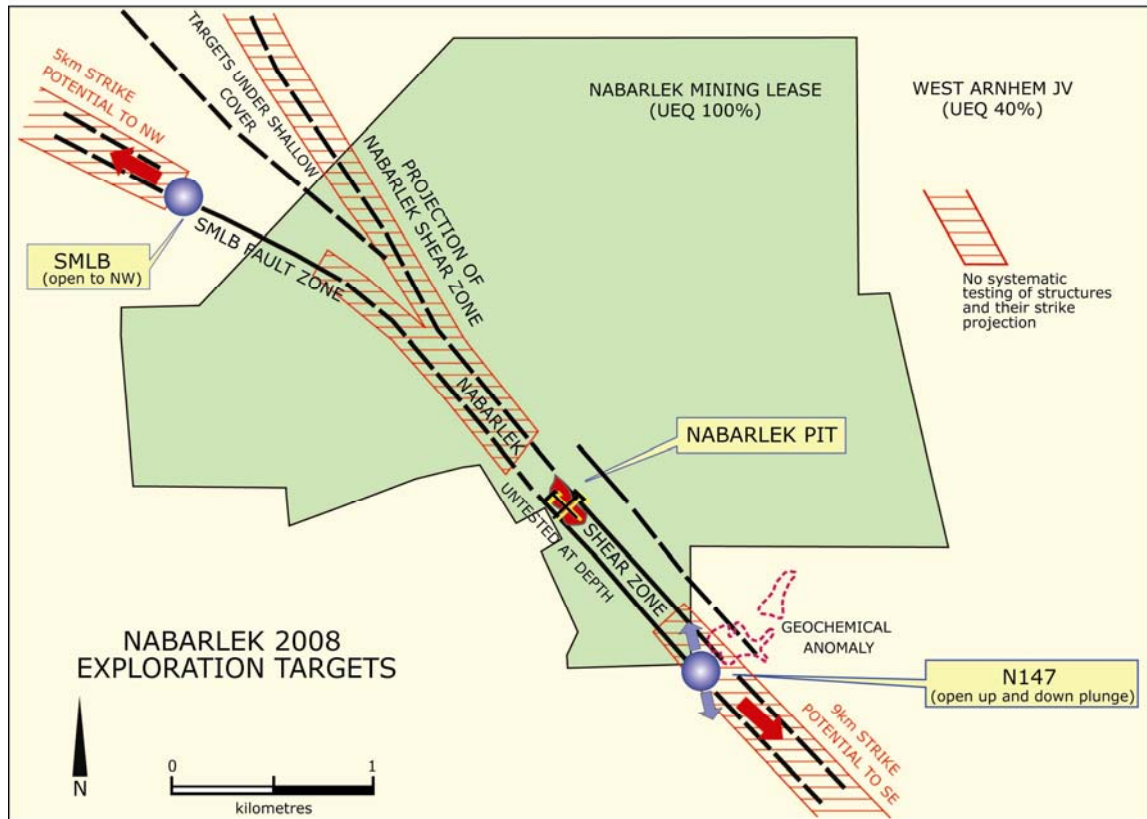 5km STRIKE
POTENTIAL TO NW
TARGETS UNDER SHALLOW
COVER
NABARLEK MINING LEASE
(UEQ 100%)
WEST ARNHEM JV
(UEQ 40%)
PROJECTION OF
NABARLEK SHEAR ZONE
SMLB FAULT ZONE
SMLB
(open to NW)
No systematic
testing of structures
and their strike
projection
NABARLEK
SHEAR ZONE
NABARLEK PIT
UNTESTED AT DEPTH
GEOCHEMICAL
ANOMALY
NABARLEK 2008
EXPLORATION TARGETS
N147
(open up and down plunge)
9km STRIKE
POTENTIAL TO SE
N
0 1
kilometres